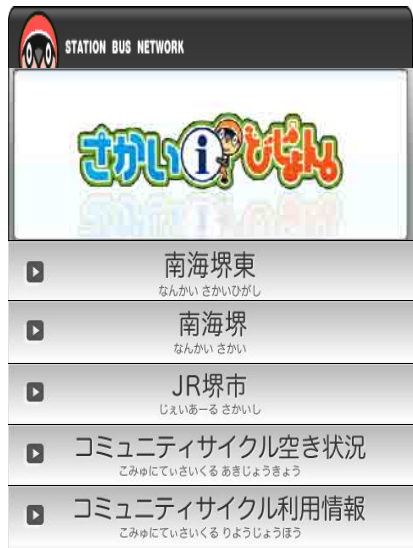 STATION BUS NETWORK
さかいiびじょん
南海堺東
なんかい さかいひがし
南海堺
なんかい さかい
JR堺市
じぇいあーる さかいし
コミュニティサイクル空き状況
こみゅにてぃさいくる あきじょうきょう
コミュニティサイクル利用情報
こみゅにてぃさいくる りようじょうほう